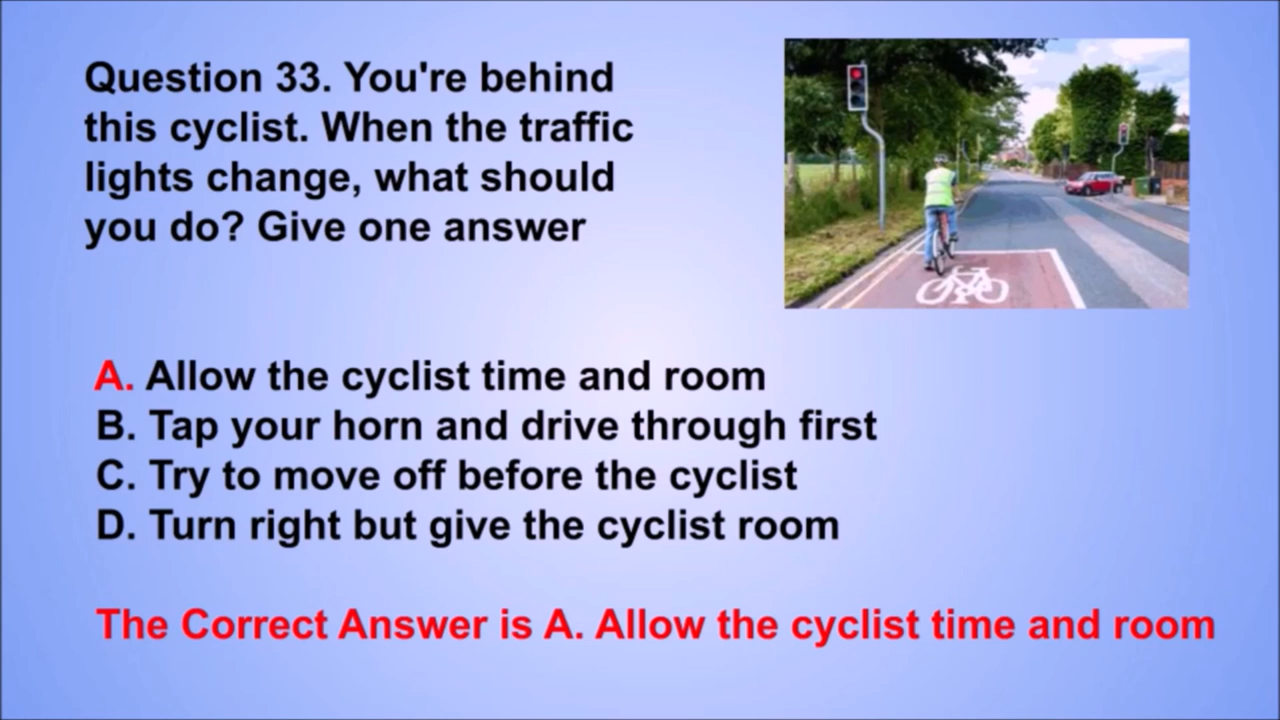 Question 33. You're behind
this cyclist. When the traffic
lights change, what should
you do? Give one answer
A. Allow the cyclist time and room
B. Tap your horn and drive through first
C. Try to move off before the cyclist
D. Turn right but give the cyclist room
The Correct Answer is A. Allow the cyclist time and room